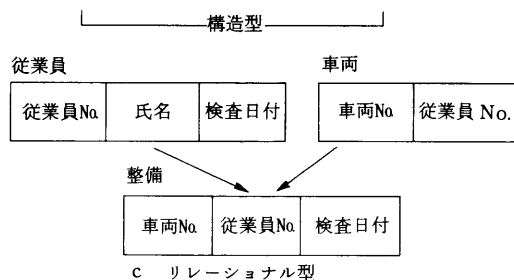 構造型
従業員
車両
従業員No.
氏名
検査日付
車両No.
従業員No.
整備
車両No.
従業員No.
検査日付
c リレーショナル型